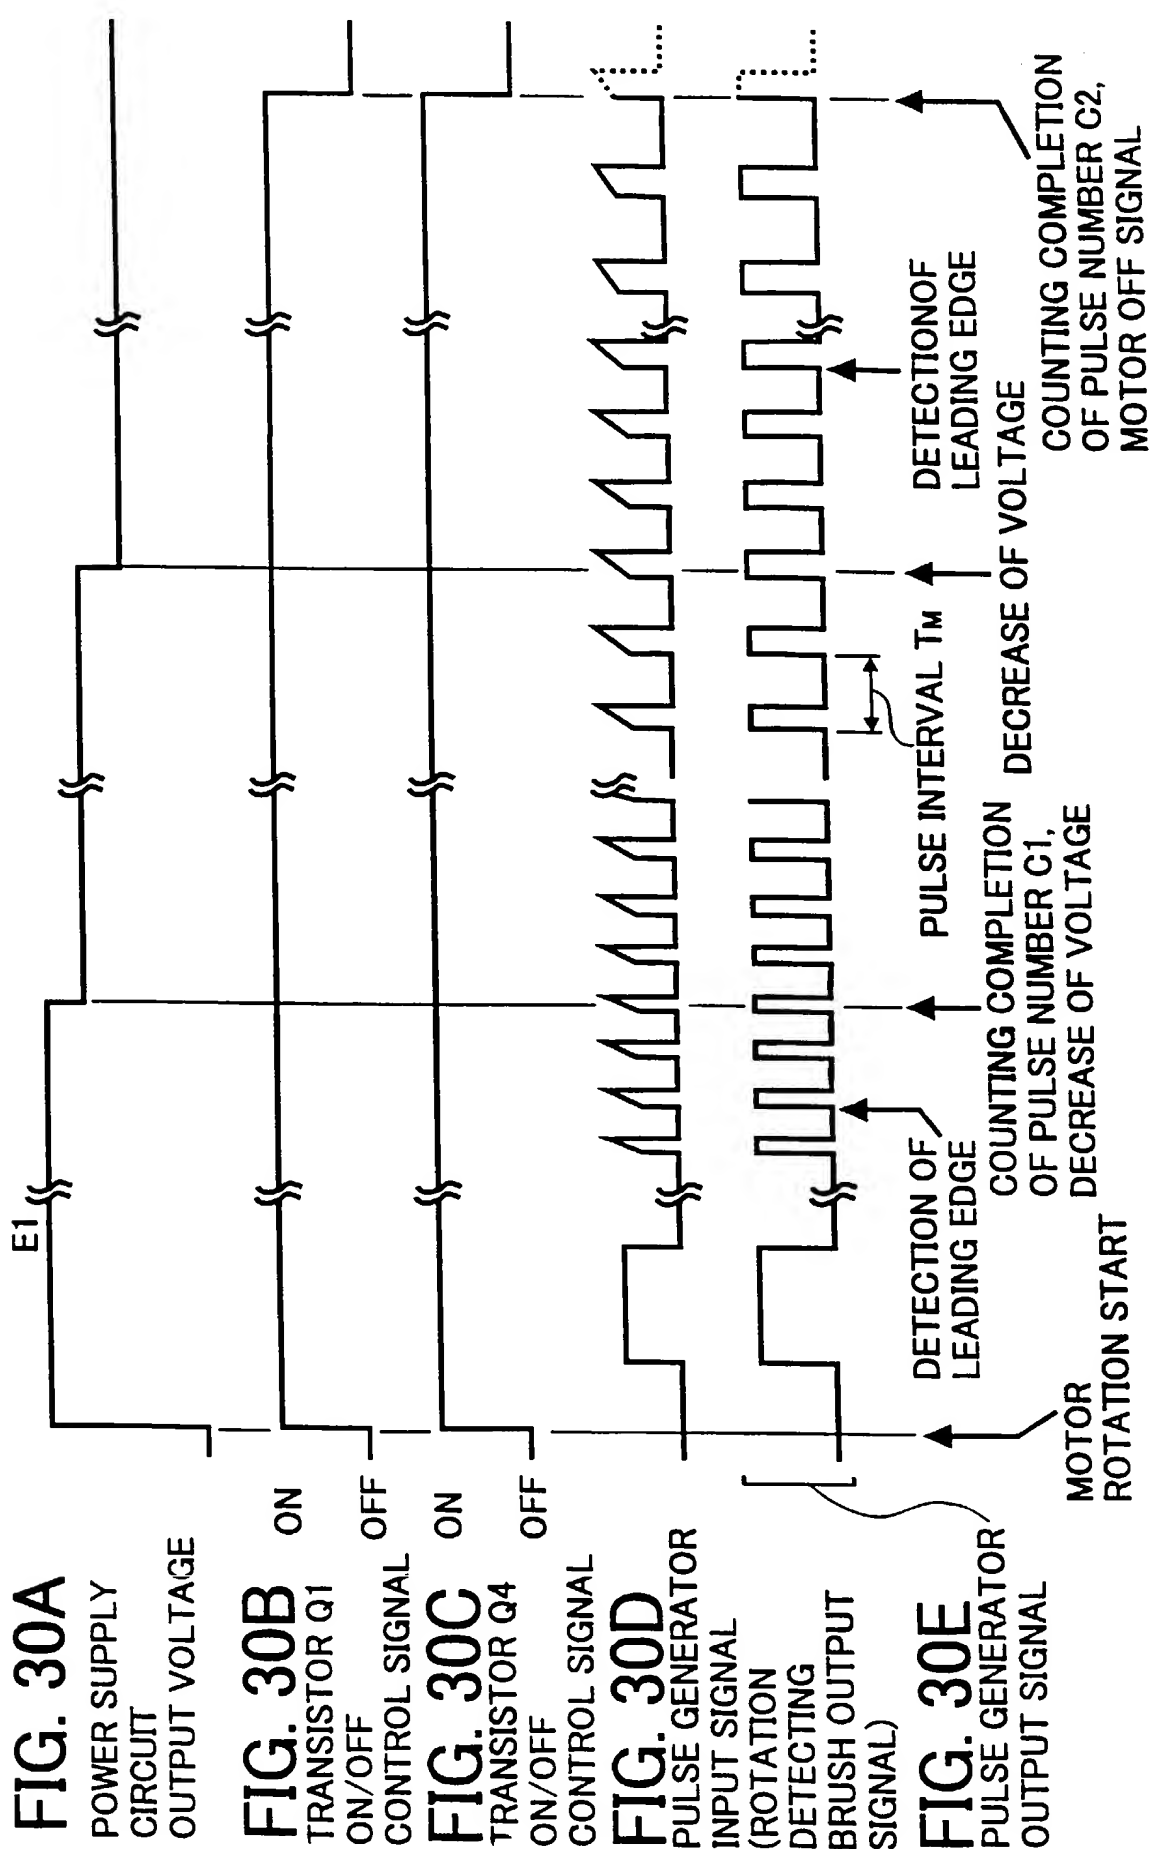 FIG. 30A
POWER SUPPLY
CIRCUIT
OUTPUT VOLTAGE
E1
FIG. 30B
TRANSISTOR Q1
ON/OFF
CONTROL SIGNAL
ON
OFF
FIG. 30C
TRANSISTOR Q4
ON/OFF
CONTROL SIGNAL
ON
OFF
FIG. 30D
PULSE GENERATOR
INPUT SIGNAL
(ROTATION
DETECTING
BRUSH OUTPUT
SIGNAL)
FIG. 30E
PULSE GENERATOR
OUTPUT SIGNAL
MOTOR
ROTATION START
DETECTION OF
LEADING EDGE
COUNTING COMPLETION
OF PULSE NUMBER C1,
DECREASE OF VOLTAGE
PULSE INTERVAL TM
DECREASE OF VOLTAGE
DETECTIONOF
LEADING EDGE
COUNTING COMPLETION
OF PULSE NUMBER C2,
MOTOR OFF SIGNAL